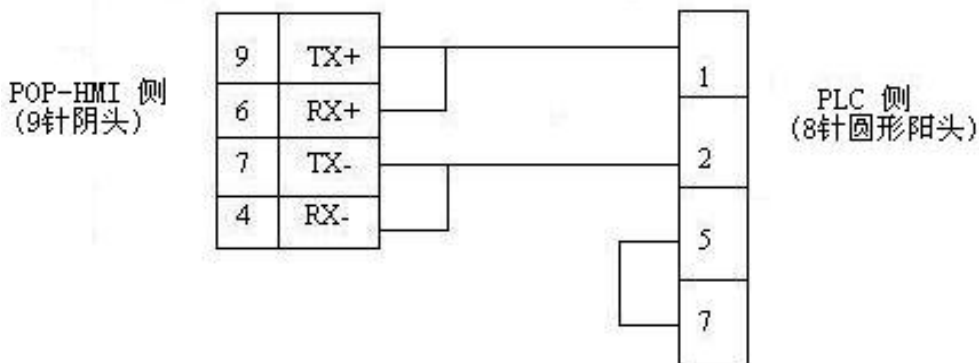 POP-HMI 侧
(9针阴头)
9 TX+
6 RX+
7 TX-
4 RX-
1
2
5
7
PLC 侧
(8针圆形阳头)